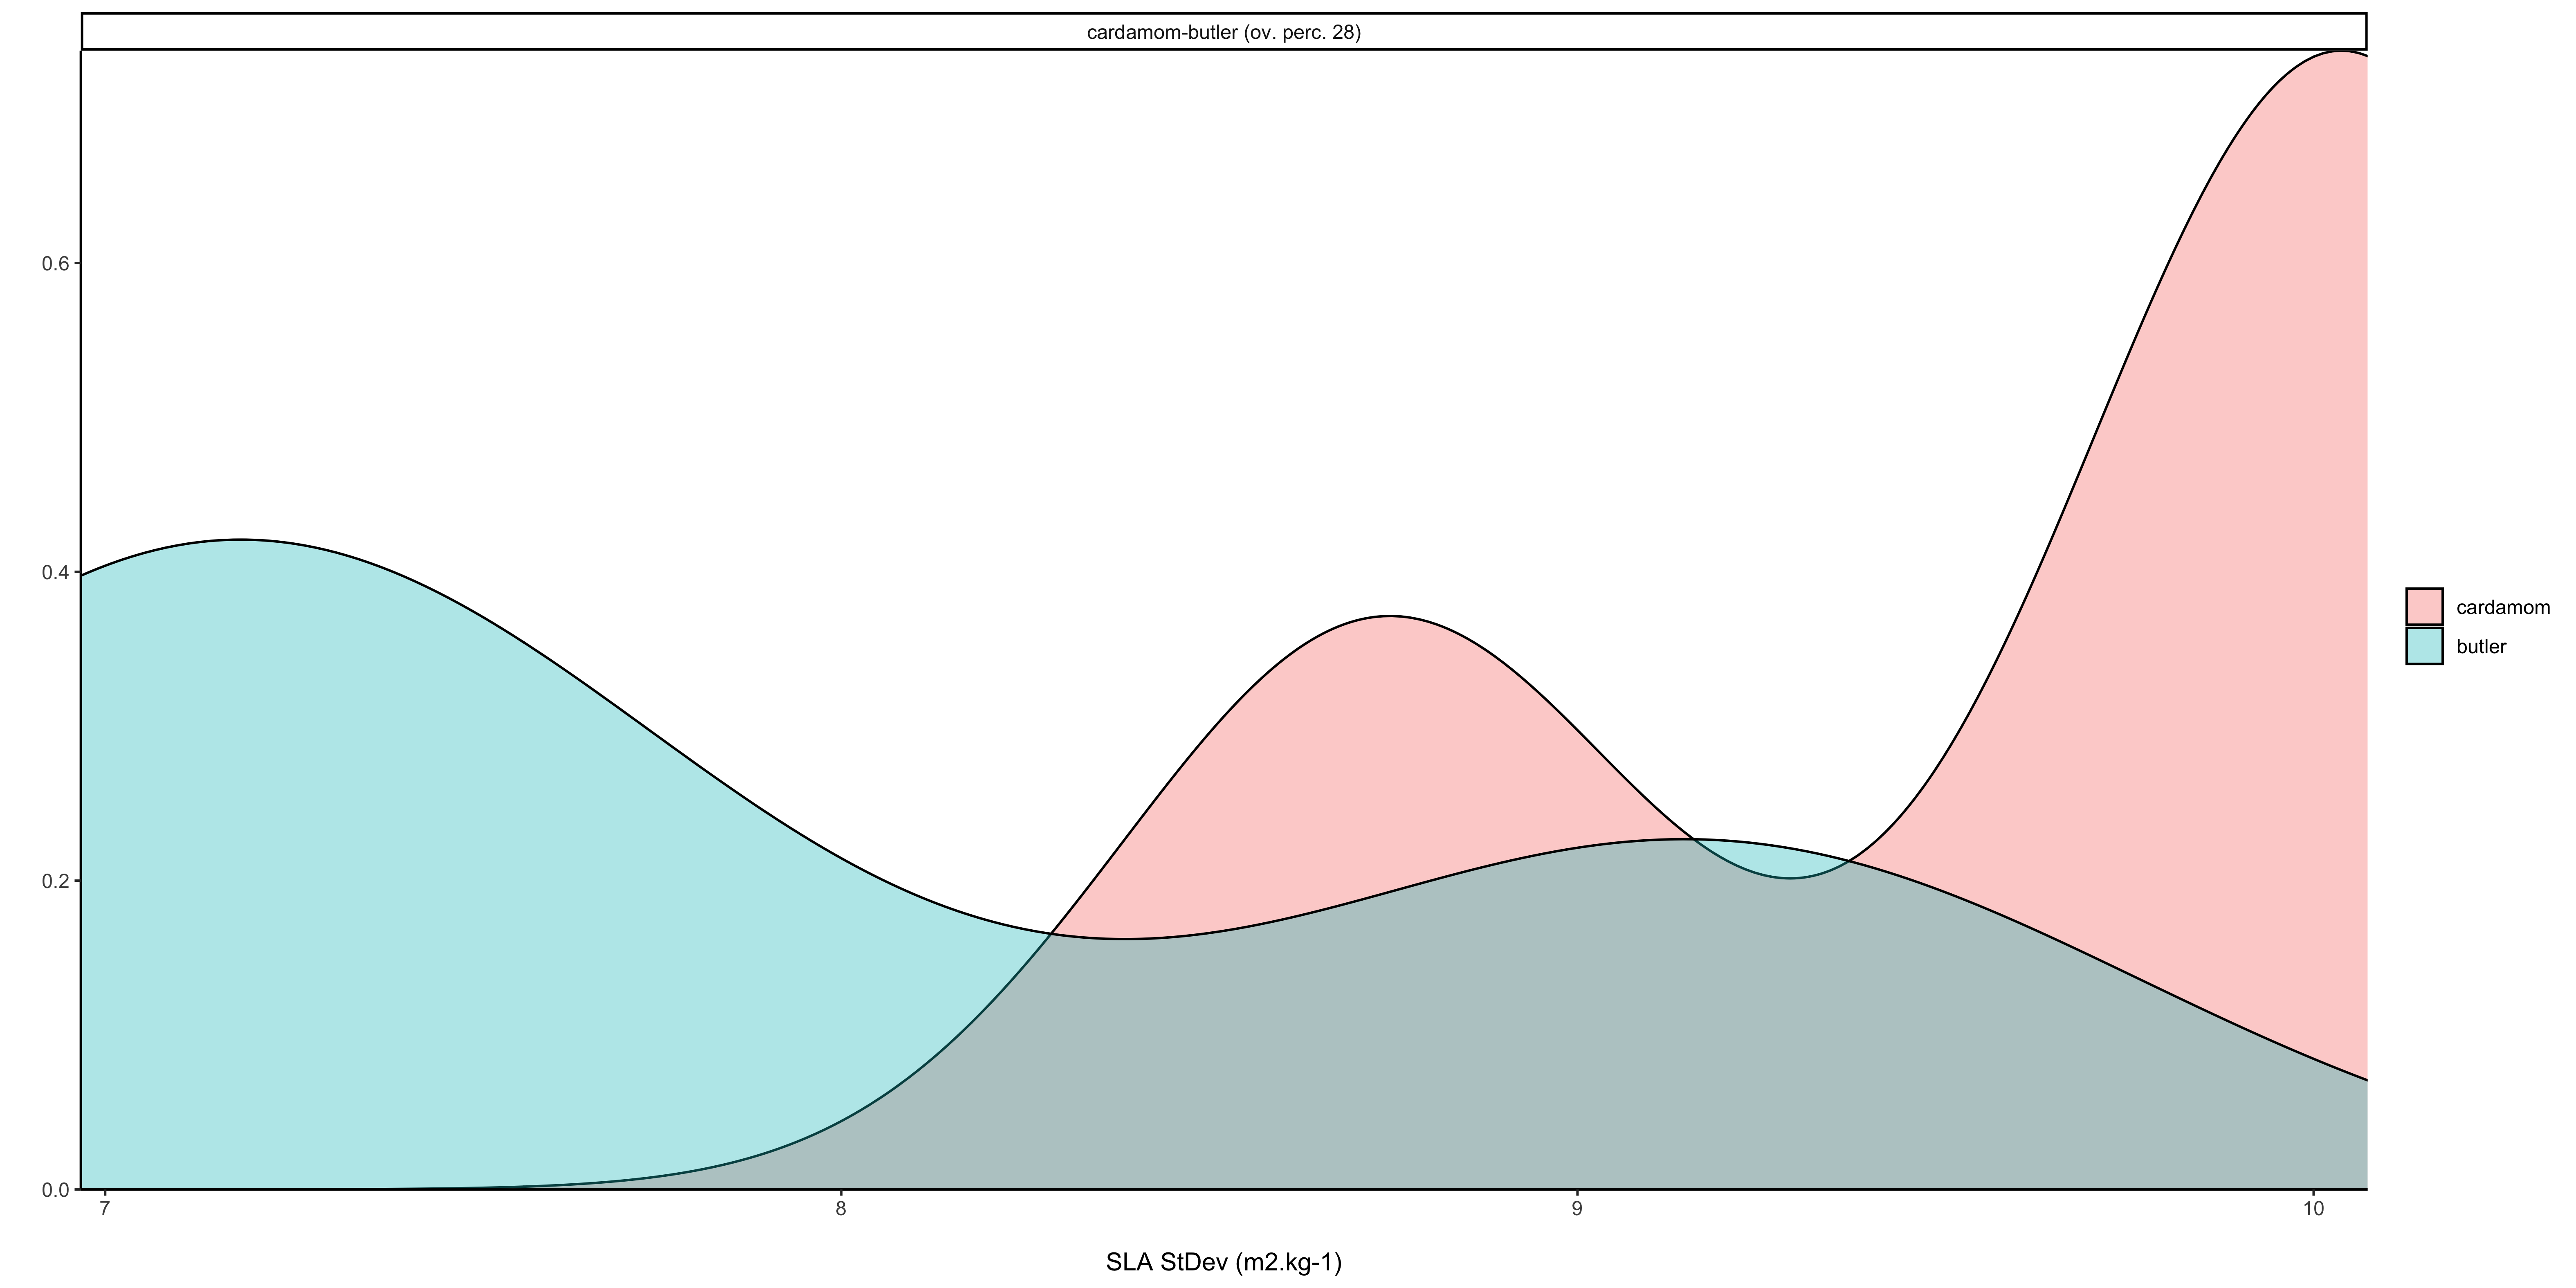 cardamom-butler (ov. perc. 28)
0.6
0.4
0.2
0.0
7 8 9 10
SLA StDev (m2.kg-1)
cardamom
butler